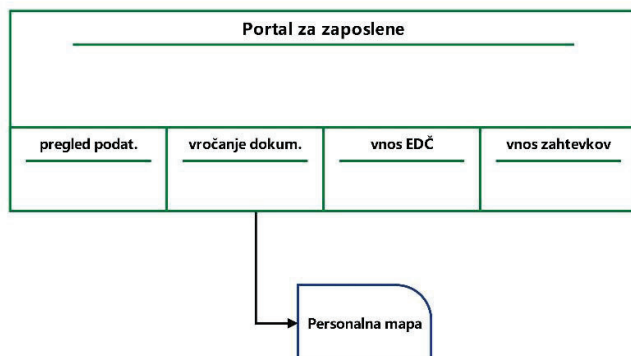 Portal za zaposlene
pregled podat.
vročanje dokum.
vnos EDČ
vnos zahtevkov
Personalna mapa